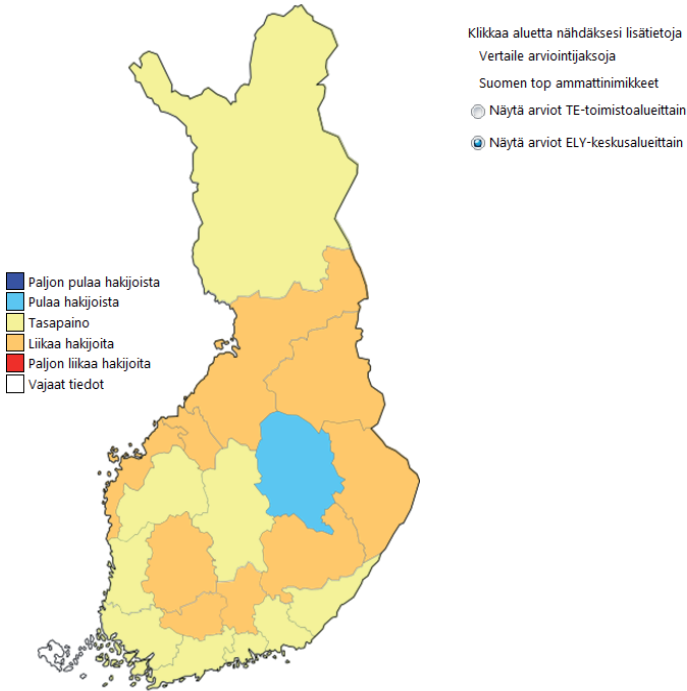 Klikkaa aluetta nähdäksesi lisätietoja
Vertaile arviointijaksoja
Suomen top ammattinimikkeet
Näytä arviot TE-toimistoalueittain
Näytä arviot ELY-keskusalueittain
Paljon pulaa hakijoista
Pulaa hakijoista
Tasapaino
Liikaa hakijoita
Paljon liikaa hakijoita
Vajaat tiedot